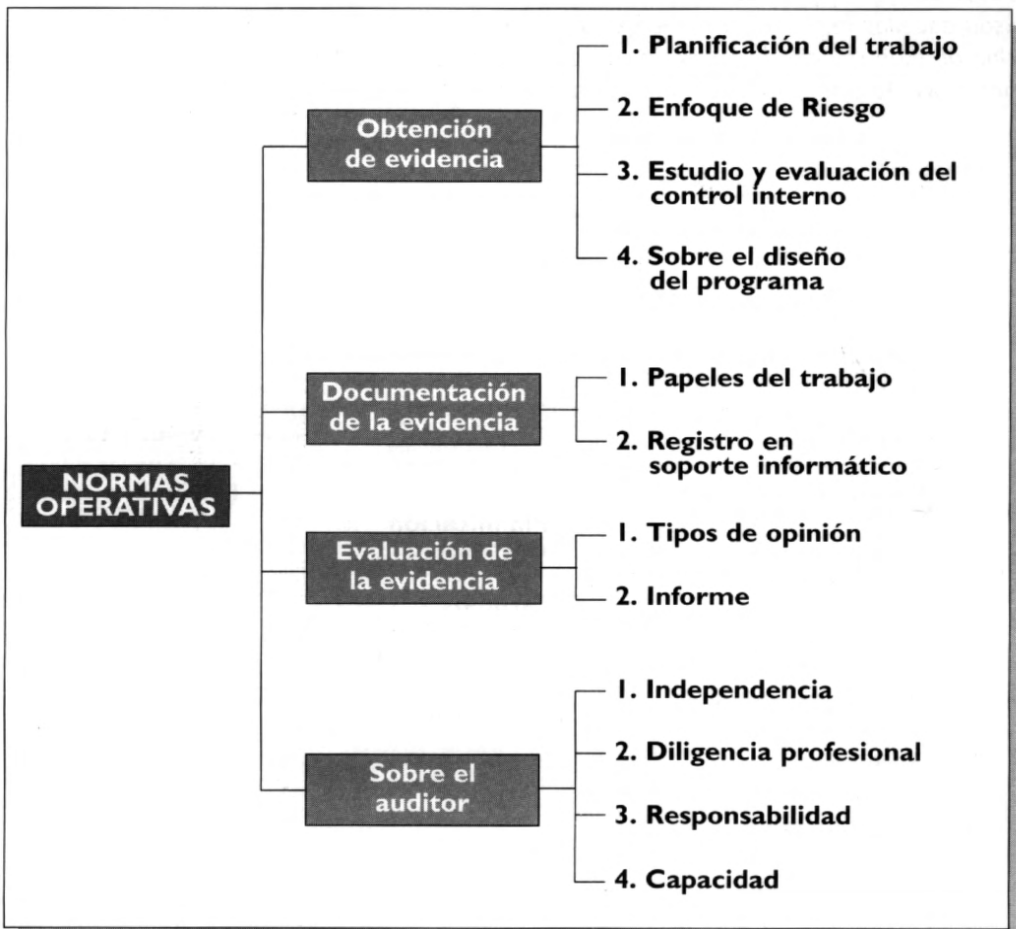 1. Planificación del trabajo
Obtención
de evidencia
2. Enfoque de Riesgo
3. Estudio y evaluación del
control interno
4. Sobre el diseño
del programa
Documentación
de la evidencia
1. Papeles del trabajo
2. Registro en
soporte informático
NORMAS
OPERATIVAS
Evaluación de
la evidencia
1. Tipos de opinión
2. Informe
Sobre el
auditor
1. Independencia
2. Diligencia profesional
3. Responsabilidad
4. Capacidad